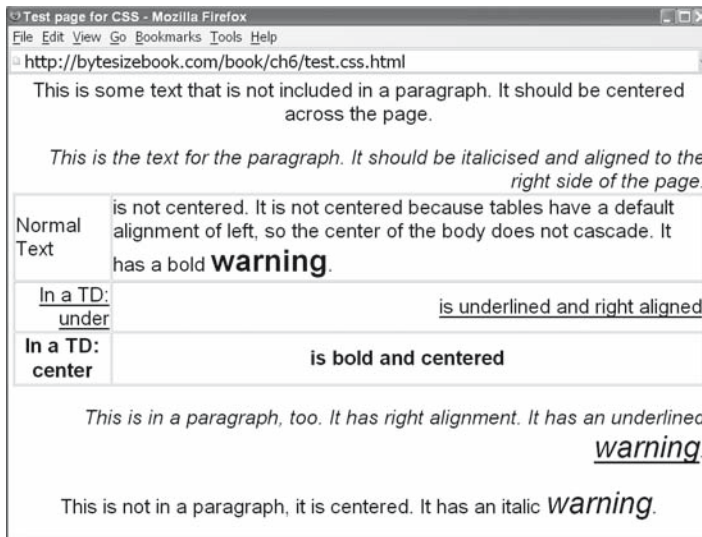 Test page for CSS - Mozilla Firefox
File Edit View Go Bookmarks Tools Help
http://bytesizebook.com/book/ch6/test.css.html
This is some text that is not included in a paragraph. It should be centered
across the page.
This is the text for the paragraph. It should be italicised and aligned to the
right side of the page.
Normal
Text
is not centered. It is not centered because tables have a default
alignment of left, so the center of the body does not cascade. It
has a bold warning.
In a TD:
under
is underlined and right aligned
In a TD:
center
is bold and centered
This is in a paragraph, too. It has right alignment. It has an underlined
warning.
This is not in a paragraph, it is centered. It has an italic warning.